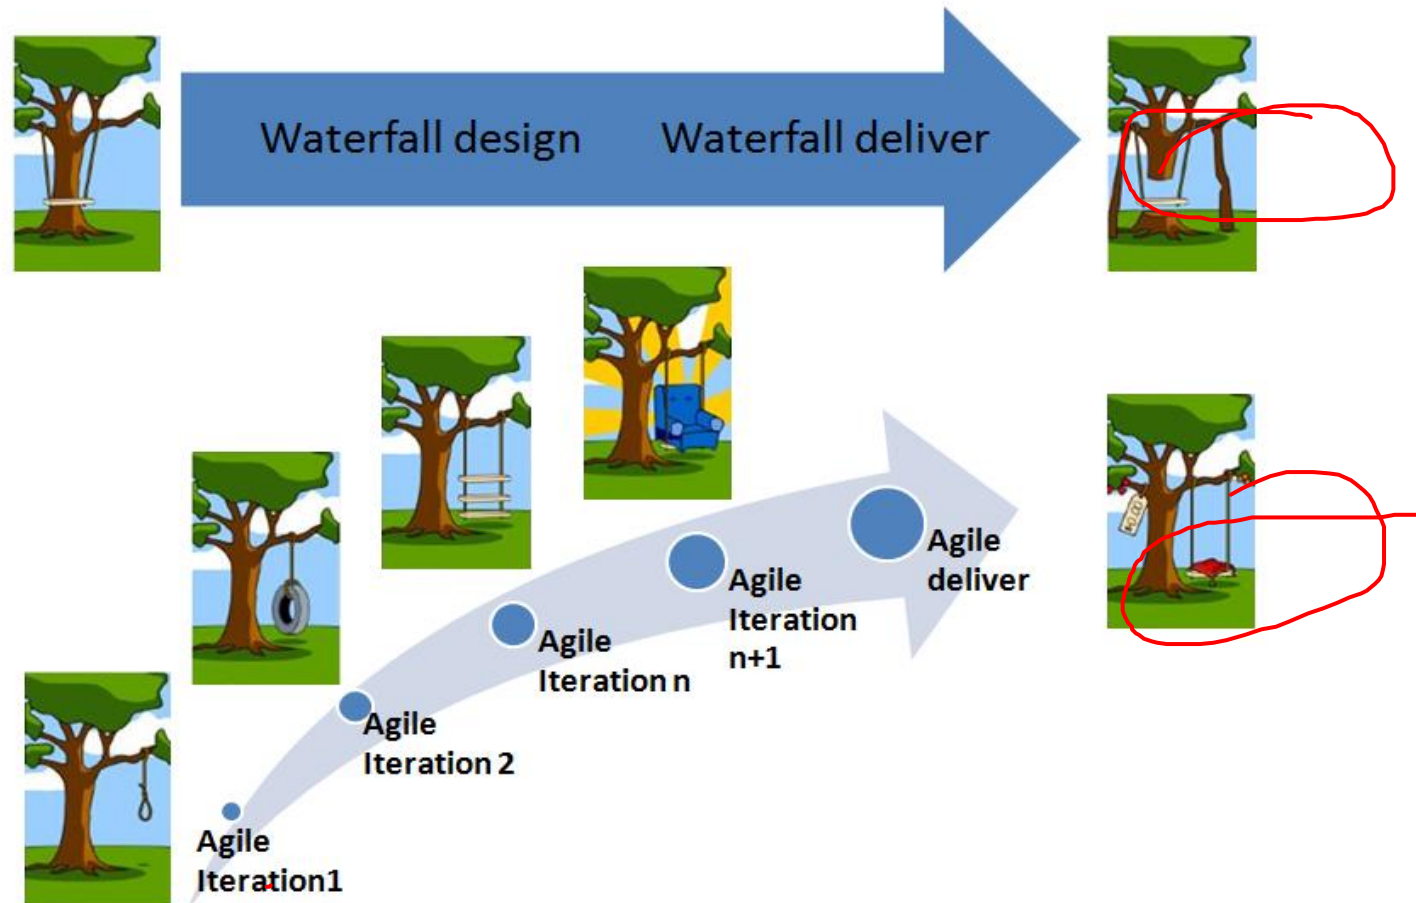 Waterfall design Waterfall deliver
Agile
deliver
Agile
Iteration
n+1
Agile
Iteration n
Agile
Iteration 2
Agile
Iteration1